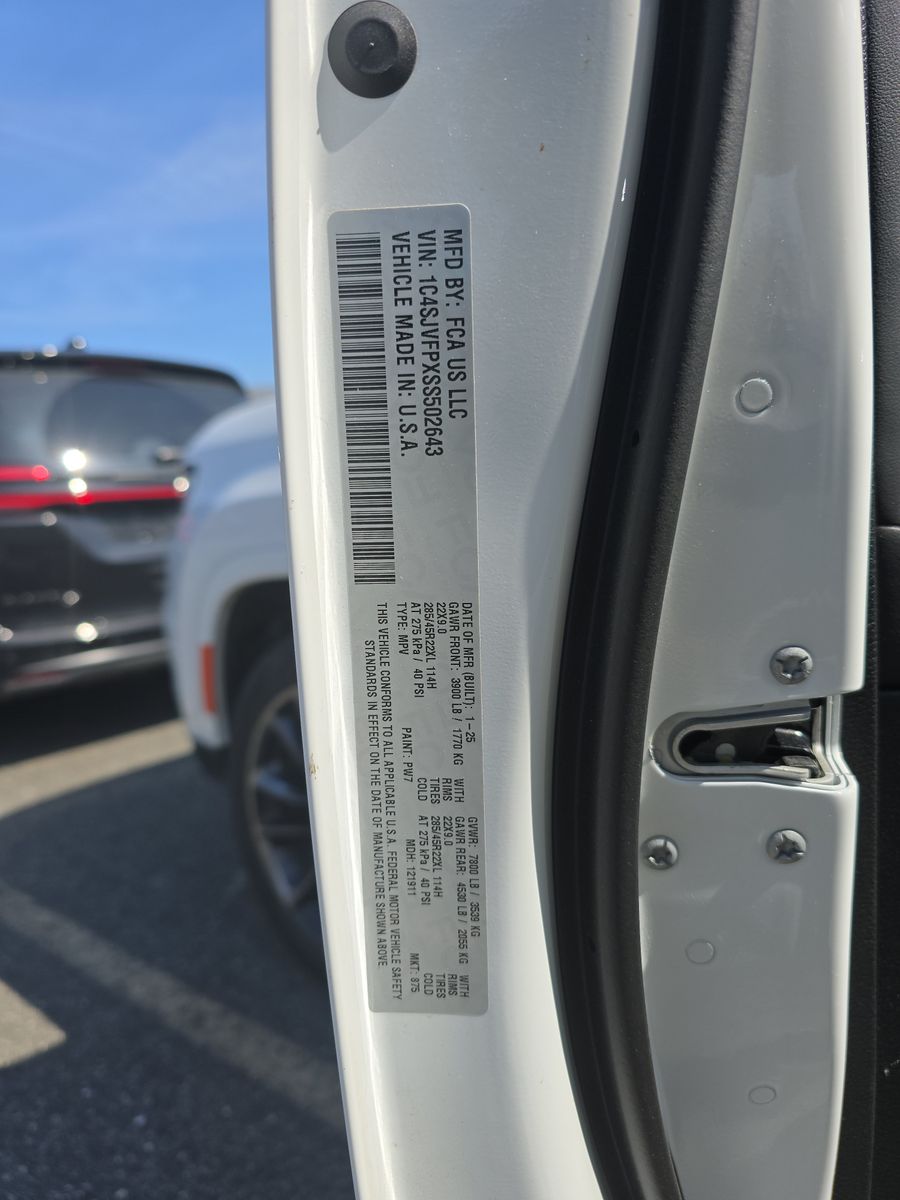 MFD BY: FCA US LLC
VIN: 1C4SJVFPXSS502643
VEHICLE MADE IN: U.S.A.
DATE OF MFR (BUILT): 1-25 GVWR: 7800 LB / 3539 KG
GAWR FRONT: 3900 LB / 1770 KG WITH GAWR REAR: 4530 LB / 2055 KG WITH
22X9.0 RIMS 22X9.0 RIMS
285/45R22XL 114H TIRES 285/45R22XL 114H TIRES
AT 275 kPa / 40 PSI COLD AT 275 kPa / 40 PSI COLD
TYPE: MPV PAINT: PW7 MDH: 121911 MKT: 875
THIS VEHICLE CONFORMS TO ALL APPLICABLE U.S.A. FEDERAL MOTOR VEHICLE SAFETY
STANDARDS IN EFFECT ON THE DATE OF MANUFACTURE SHOWN ABOVE.